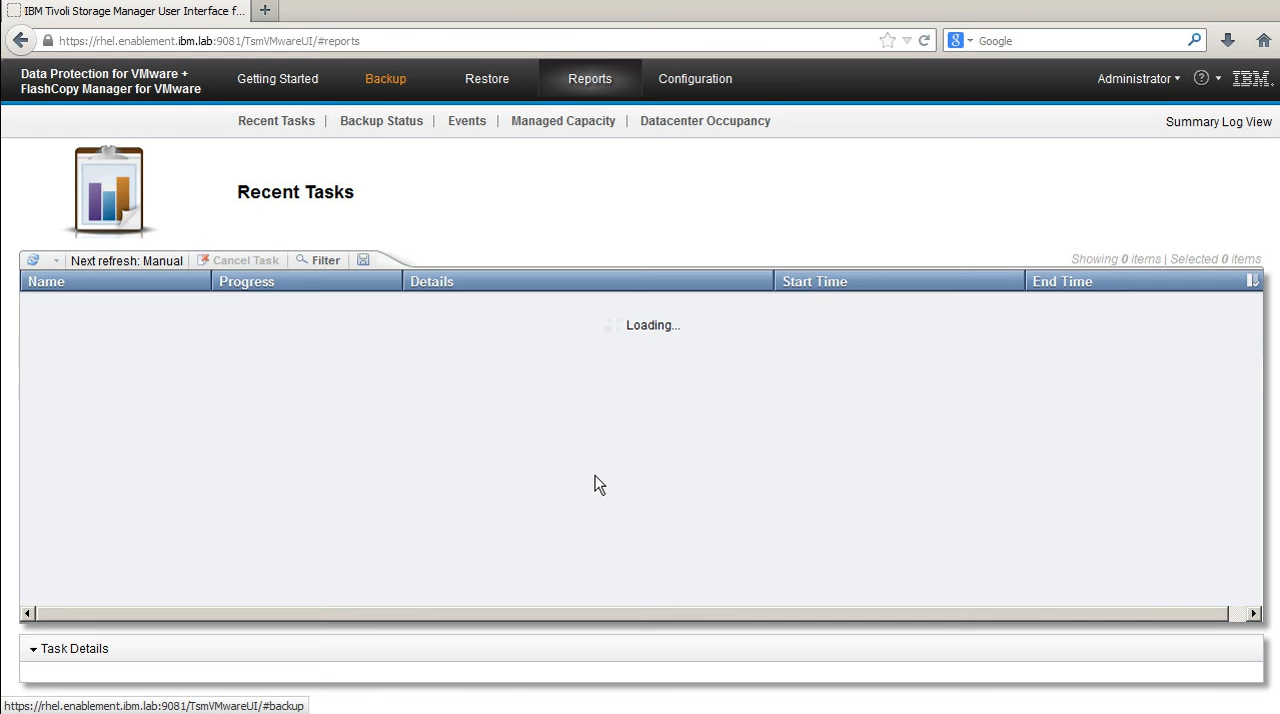 IBM Tivoli Storage Manager User Interface f...
https://rhel.enablement.ibm.lab:9081/TsmVMwareUI/#reports
Google
Data Protection for VMware +
FlashCopy Manager for VMware
Getting Started Backup Restore Reports Configuration
Administrator
IBM.
Recent Tasks | Backup Status | Events | Managed Capacity | Datacenter Occupancy
Summary Log View
Recent Tasks
Next refresh: Manual Cancel Task Filter
Showing 0 items | Selected 0 items
Name Progress Details Start Time End Time
Loading...
Task Details
https://rhel.enablement.ibm.lab:9081/TsmVMwareUI/#backup